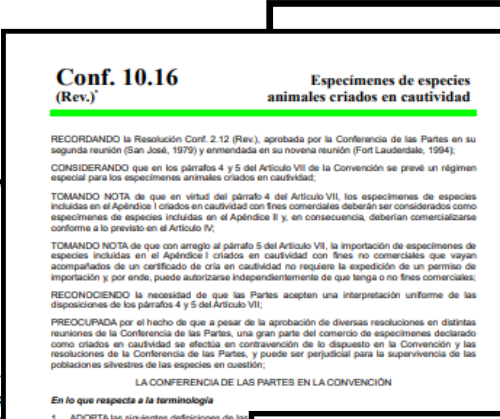 Conf. 10.16
(Rev.)*
Especímenes de especies
animales criados en cautividad
RECORDANDO la Resolución Conf. 2.12 (Rev.), aprobada por la Conferencia de las Partes en su
segunda reunión (San José, 1979) y enmendada en su novena reunión (Fort Lauderdale, 1994);
CONSIDERANDO que en los párrafos 4 y 5 del Artículo VII de la Convención se prevé un régimen
especial para los especímenes animales criados en cautividad;
TOMANDO NOTA de que en virtud del párrafo 4 del Artículo VII, los especímenes de especies
incluidas en el Apéndice I criados en cautividad con fines comerciales deberán ser considerados como
especímenes de especies incluidas en el Apéndice II y, en consecuencia, deberían comercializarse
conforme a lo previsto en el Artículo IV;
TOMANDO NOTA de que con arreglo al párrafo 5 del Artículo VII, la importación de especímenes de
especies incluidas en el Apéndice I criados en cautividad con fines no comerciales que vayan
acompañados de un certificado de cría en cautividad no requiere la expedición de un permiso de
importación y, por ende, puede autorizarse independientemente de que tenga o no fines comerciales;
RECONOCIENDO la necesidad de que las Partes acepten una interpretación uniforme de las
disposiciones de los párrafos 4 y 5 del Artículo VII;
PREOCUPADA por el hecho de que a pesar de la aprobación de diversas resoluciones en distintas
reuniones de la Conferencia de las Partes, una gran parte del comercio de especímenes declarado
como criados en cautividad se efectúa en contravención de lo dispuesto en la Convención y las
resoluciones de la Conferencia de las Partes, y puede ser perjudicial para la supervivencia de las
poblaciones silvestres de las especies en cuestión;
LA CONFERENCIA DE LAS PARTES EN LA CONVENCIÓN
En lo que respecta a la terminología
1. ADOPTA las siguientes definiciones de las